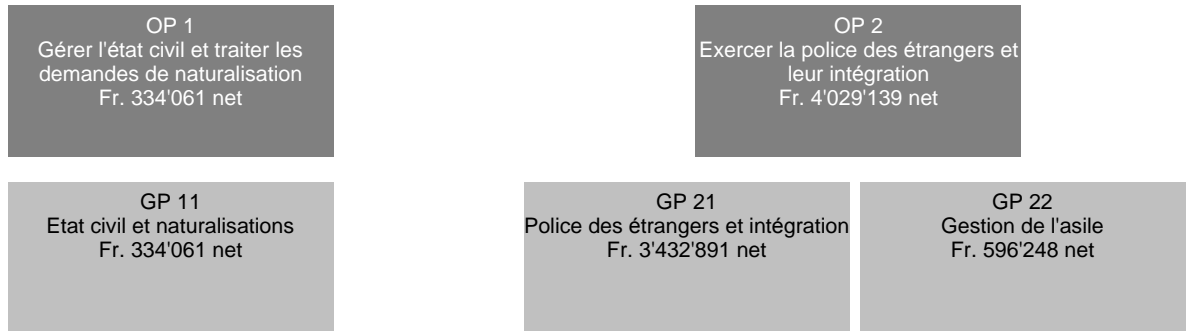 OP 1
Gérer l'état civil et traiter les
demandes de naturalisation
Fr. 334'061 net
OP 2
Exercer la police des étrangers et
leur intégration
Fr. 4'029'139 net
GP 11
Etat civil et naturalisations
Fr. 334'061 net
GP 21
Police des étrangers et intégration
Fr. 3'432'891 net
GP 22
Gestion de l'asile
Fr. 596'248 net